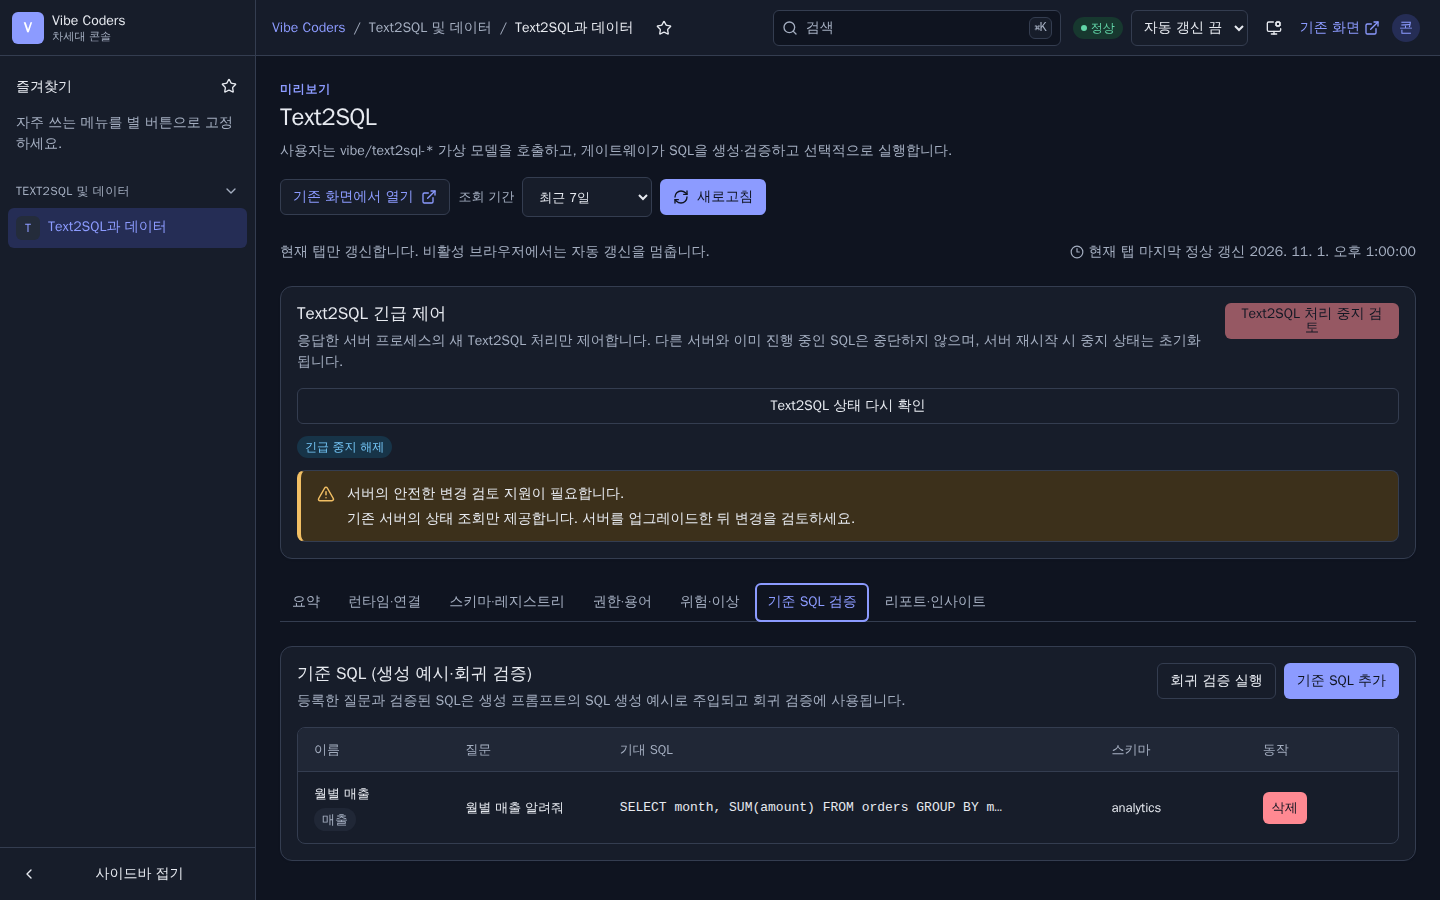 V
Vibe Coders
차세대 콘솔
Vibe Coders / Text2SQL 및 데이터 / Text2SQL과 데이터
검색
⌘K
정상
자동 갱신 끔
기존 화면
콘
즐겨찾기
자주 쓰는 메뉴를 별 버튼으로 고정
하세요.
TEXT2SQL 및 데이터
T
Text2SQL과 데이터
사이드바 접기
미리보기
Text2SQL
사용자는 vibe/text2sql-* 가상 모델을 호출하고, 게이트웨이가 SQL을 생성·검증하고 선택적으로 실행합니다.
기존 화면에서 열기
조회 기간
최근 7일
새로고침
현재 탭만 갱신합니다. 비활성 브라우저에서는 자동 갱신을 멈춥니다.
현재 탭 마지막 정상 갱신 2026. 11. 1. 오후 1:00:00
Text2SQL 긴급 제어
응답한 서버 프로세스의 새 Text2SQL 처리만 제어합니다. 다른 서버와 이미 진행 중인 SQL은 중단하지 않으며, 서버 재시작 시 중지 상태는 초기화
됩니다.
Text2SQL 처리 중지 검
토
Text2SQL 상태 다시 확인
긴급 중지 해제
서버의 안전한 변경 검토 지원이 필요합니다.
기존 서버의 상태 조회만 제공합니다. 서버를 업그레이드한 뒤 변경을 검토하세요.
요약
런타임·연결
스키마·레지스트리
권한·용어
위험·이상
기준 SQL 검증
리포트·인사이트
기준 SQL (생성 예시·회귀 검증)
등록한 질문과 검증된 SQL은 생성 프롬프트의 SQL 생성 예시로 주입되고 회귀 검증에 사용됩니다.
회귀 검증 실행
기준 SQL 추가
이름
질문
기대 SQL
스키마
동작
월별 매출
매출
월별 매출 알려줘
SELECT month, SUM(amount) FROM orders GROUP BY m…
analytics
삭제